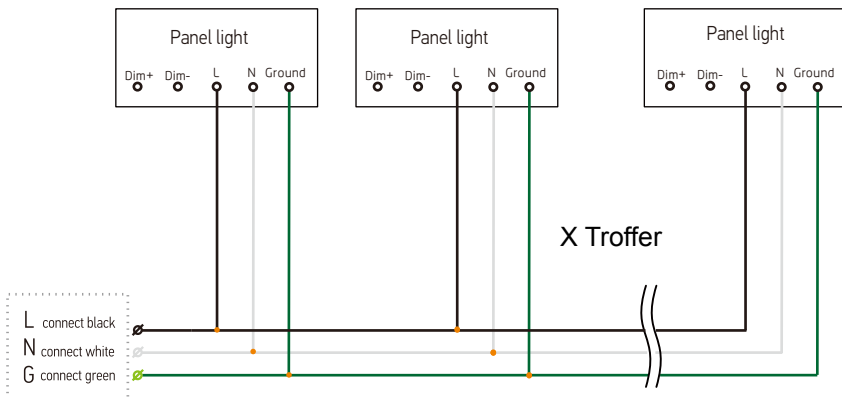 Panel light
Dim+ Dim- L N Ground
Panel light
Dim+ Dim- L N Ground
Panel light
Dim+ Dim- L N Ground
X Troffer
L connect black
N connect white
G connect green